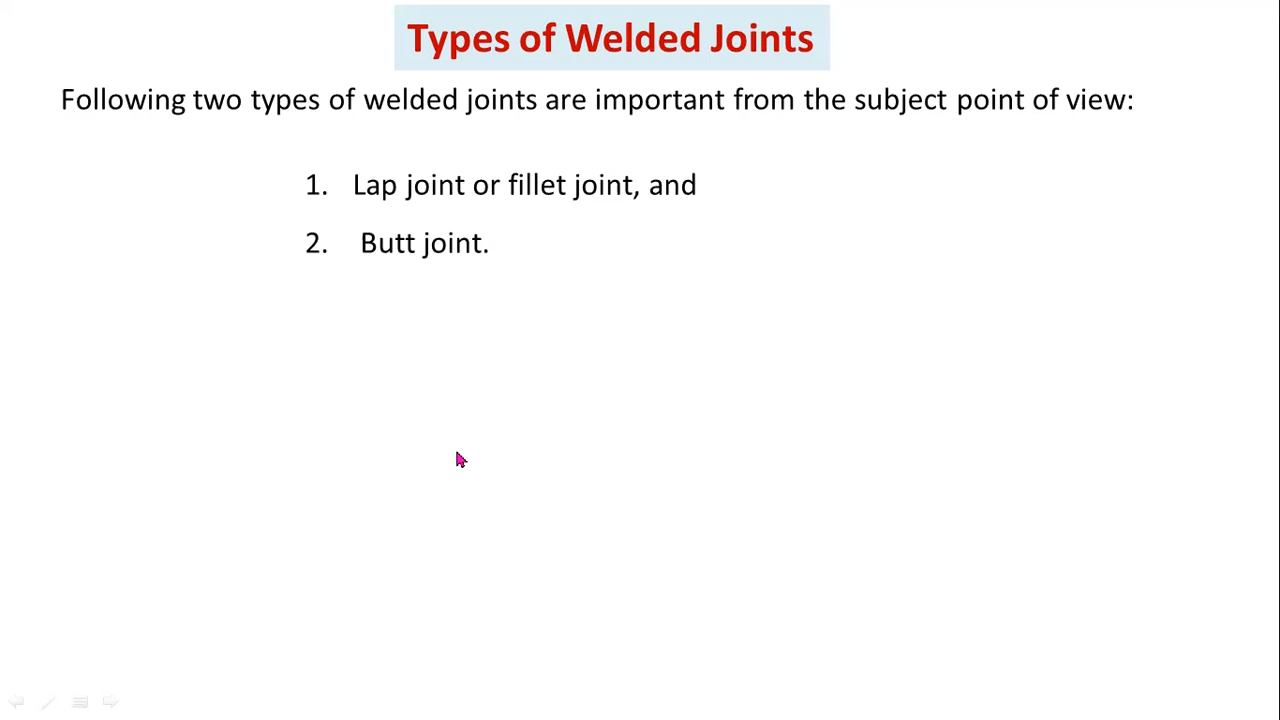 Types of Welded Joints
Following two types of welded joints are important from the subject point of view:
1. Lap joint or fillet joint, and
2. Butt joint.